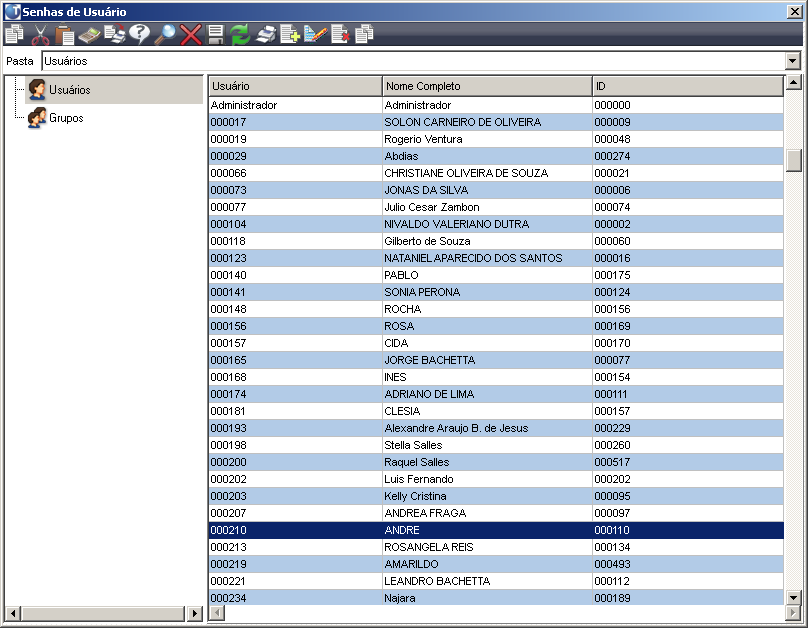 Senhas de Usuário
Pasta Usuários
Usuários
Grupos
Usuário Nome Completo ID
Administrador Administrador 000000
000017 SOLON CARNEIRO DE OLIVEIRA 000009
000019 Rogerio Ventura 000048
000029 Abdias 000274
000066 CHRISTIANE OLIVEIRA DE SOUZA 000021
000073 JONAS DA SILVA 000006
000077 Julio Cesar Zambon 000074
000104 NIVALDO VALERIANO DUTRA 000002
000118 Gilberto de Souza 000060
000123 NATANIEL APARECIDO DOS SANTOS 000016
000140 PABLO 000175
000141 SONIA PERONA 000124
000148 ROCHA 000156
000156 ROSA 000169
000157 CIDA 000170
000165 JORGE BACHETTA 000077
000168 INES 000154
000174 ADRIANO DE LIMA 000111
000181 CLESIA 000157
000193 Alexandre Araujo B. de Jesus 000229
000198 Stella Salles 000260
000200 Raquel Salles 000517
000202 Luis Fernando 000202
000203 Kelly Cristina 000095
000207 ANDREA FRAGA 000097
000210 ANDRE 000110
000213 ROSANGELA REIS 000134
000219 AMARILDO 000493
000221 LEANDRO BACHETTA 000112
000234 Najara 000189